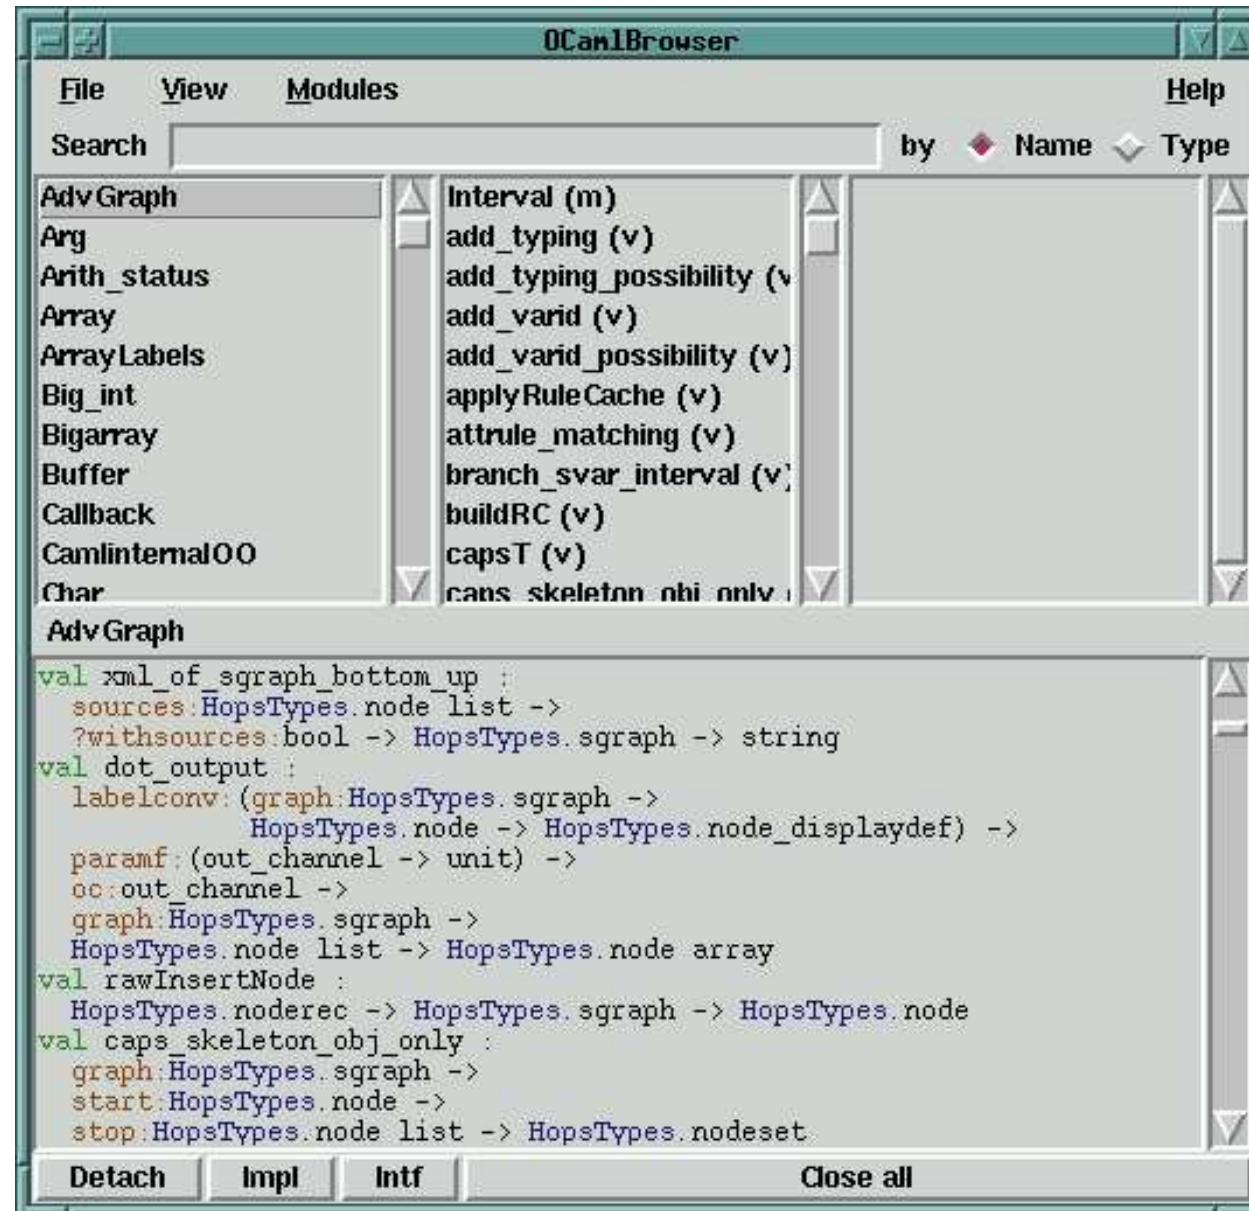 OCamlBrowser
File View Modules Help
Search by Name Type
AdvGraph
Arg
Arith_status
Array
ArrayLabels
Big_int
Bigarray
Buffer
Callback
CamlinternalOO
Char
Interval (m)
add_typing (v)
add_typing_possibility (v
add_varid (v)
add_varid_possibility (v)
applyRuleCache (v)
attrule_matching (v)
branch_svar_interval (v)
buildRC (v)
capsT (v)
caps_skeleton_obj_only (
AdvGraph
val xml_of_sgraph_bottom_up :
sources:HopsTypes.node list ->
?withsources:bool -> HopsTypes.sgraph -> string
val dot_output :
labelconv:(graph:HopsTypes.sgraph ->
HopsTypes.node -> HopsTypes.node_displaydef) ->
paramf:(out_channel -> unit) ->
oc:out_channel ->
graph:HopsTypes.sgraph ->
HopsTypes.node list -> HopsTypes.node array
val rawInsertNode :
HopsTypes.noderec -> HopsTypes.sgraph -> HopsTypes.node
val caps_skeleton_obj_only :
graph:HopsTypes.sgraph ->
start:HopsTypes.node ->
stop:HopsTypes.node list -> HopsTypes.nodeset
Detach Impl Intf Close all